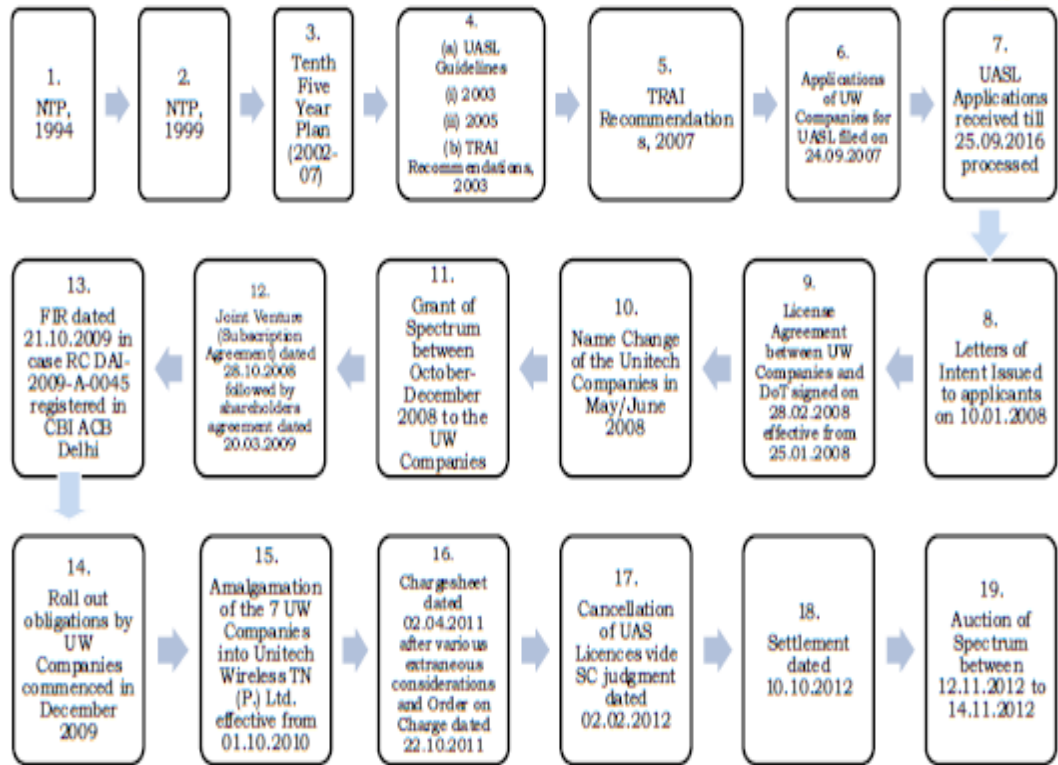 1.
NTP,
1994
2.
NTP,
1999
3.
Tenth
Five
Year
Plan
(2002-
07)
4.
(a) UASL
Guidelines
(i) 2003
(ii) 2005
(b) TRAI
Recommendations,
2003
5.
TRAI
Recommendation
s, 2007
6.
Applications
of UW
Companies for
UASL filed on
24.09.2007
7.
UASL
Applications
received till
25.09.2016
processed
8.
Letters of
Intent Issued
to applicants
on 10.01.2008
9.
License
Agreement
between UW
Companies and
DoT signed on
28.02.2008
effective from
25.01.2008
10.
Name Change
of the Unitech
Companies in
May/June
2008
11.
Grant of
Spectrum
between
October-
December
2008 to the
UW
Companies
12.
Joint Venture
(Subscription
Agreement) dated
28.10.2008
followed by
shareholders
agreement dated
20.03.2009
13.
FIR dated
21.10.2009 in
case RC DAI-
2009-A-0045
registered in
CBI ACB
Delhi
14.
Roll out
obligations by
UW
Companies
commenced in
December
2009
15.
Amalgamation
of the 7 UW
Companies
into Unitech
Wireless TN
(P.) Ltd.
effective from
01.10.2010
16.
Chargesheet
dated
02.04.2011
after various
extraneous
considerations
and Order on
Charge dated
22.10.2011
17.
Cancellation
of UAS
Licences vide
SC judgment
dated
02.02.2012
18.
Settlement
dated
10.10.2012
19.
Auction of
Spectrum
between
12.11.2012 to
14.11.2012